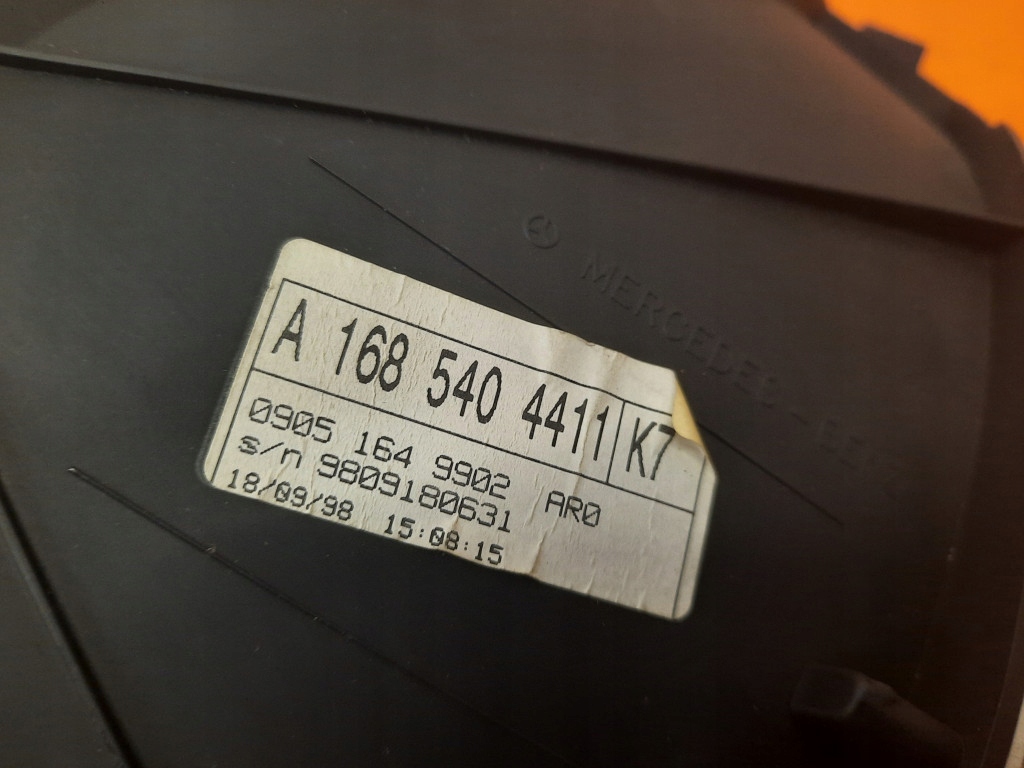 MERCEDES-BENZ
A 168 540 4411 K7
0905 164 9902 AR0
s/n 9809180631
18/09/98 15:08:15